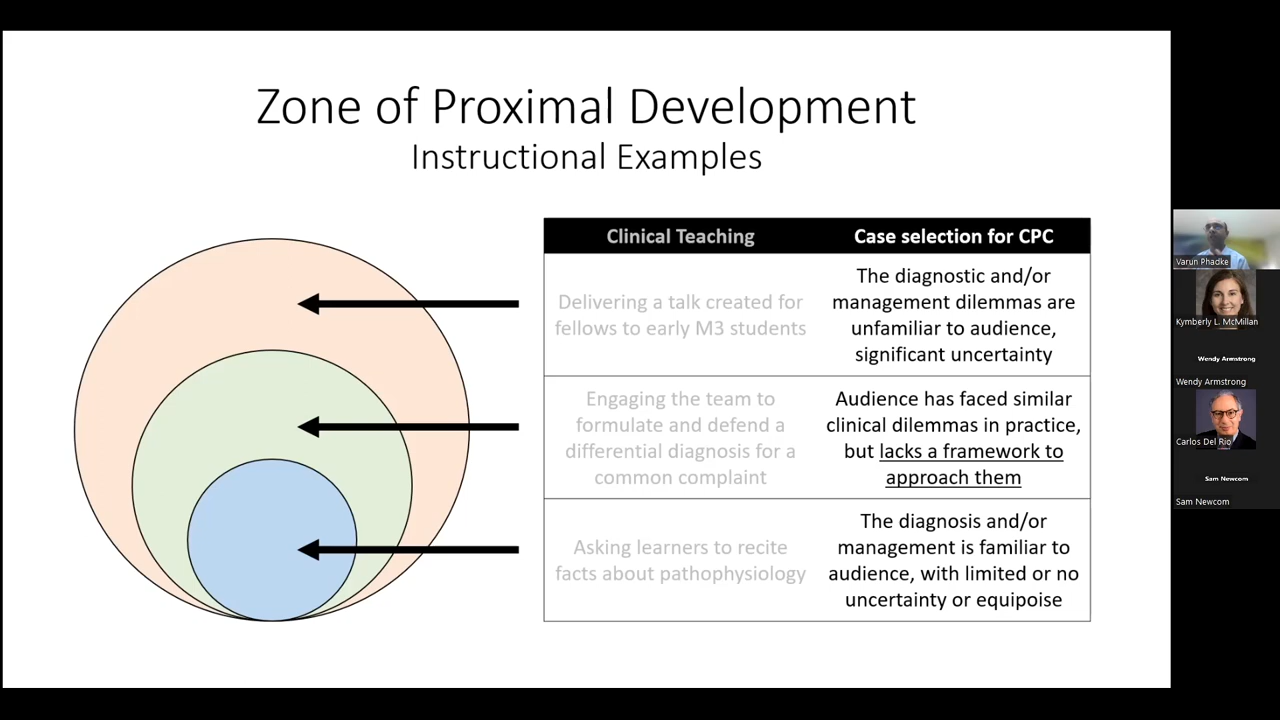 Zone of Proximal Development
Instructional Examples
Clinical Teaching
Case selection for CPC
Delivering a talk created for
fellows to early M3 students
The diagnostic and/or
management dilemmas are
unfamiliar to audience,
significant uncertainty
Engaging the team to
formulate and defend a
differential diagnosis for a
common complaint
Audience has faced similar
clinical dilemmas in practice,
but lacks a framework to
approach them
Asking learners to recite
facts about pathophysiology
The diagnosis and/or
management is familiar to
audience, with limited or no
uncertainty or equipoise
Varun Phadke
Kymberly L. McMillan
Wendy Armstrong
Wendy Armstrong
Carlos Del Rio
Sam Newcom
Sam Newcom